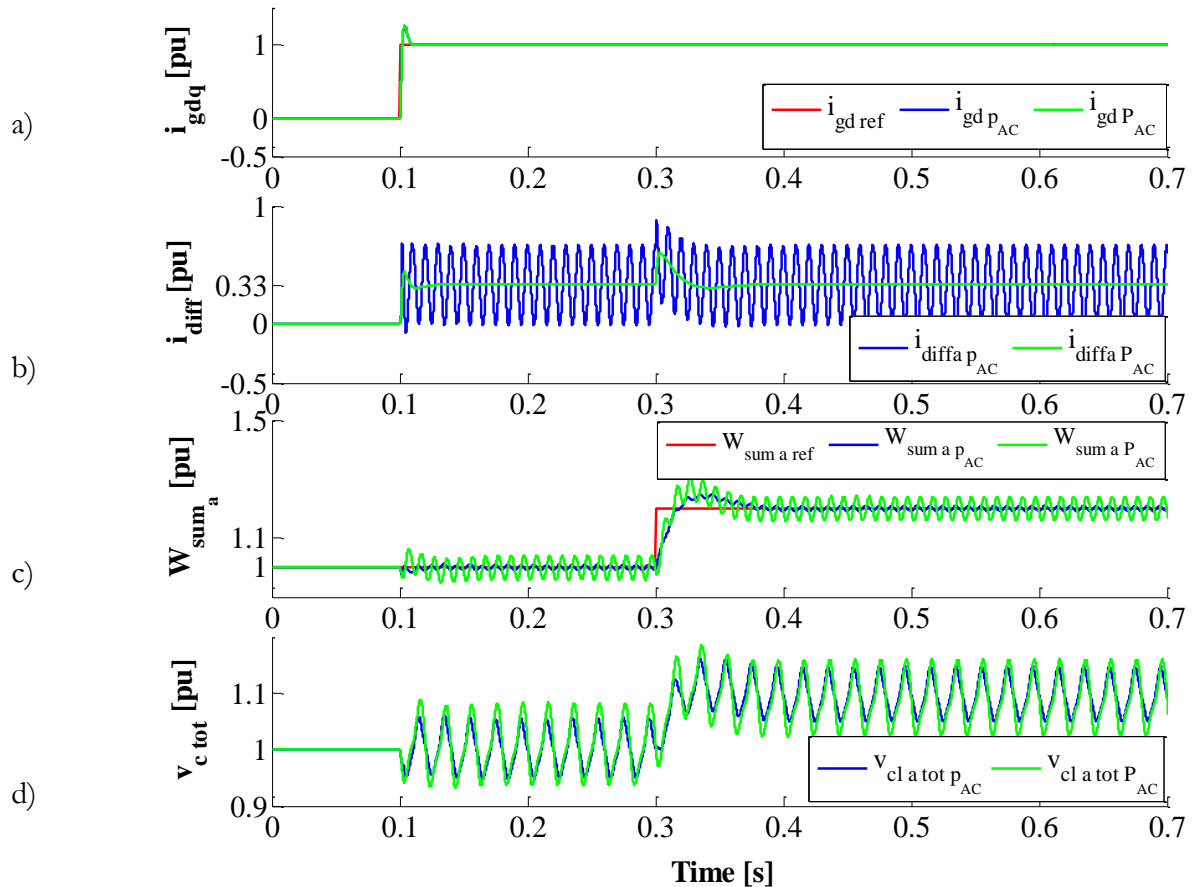 a)
i_gdq [pu]
1
0
-0.5
i_gd ref i_gd p_AC i_gd P_AC
0 0.1 0.2 0.3 0.4 0.5 0.6 0.7
b)
i_diff [pu]
1
0.33
0
-0.5
i_diffa p_AC i_diffa P_AC
0 0.1 0.2 0.3 0.4 0.5 0.6 0.7
c)
W_sum_a [pu]
1.5
1.1
1
W_sum a ref W_sum a p_AC W_sum a P_AC
0 0.1 0.2 0.3 0.4 0.5 0.6 0.7
d)
v_c tot [pu]
1.1
1
0.9
v_cl a tot p_AC v_cl a tot P_AC
0 0.1 0.2 0.3 0.4 0.5 0.6 0.7
Time [s]